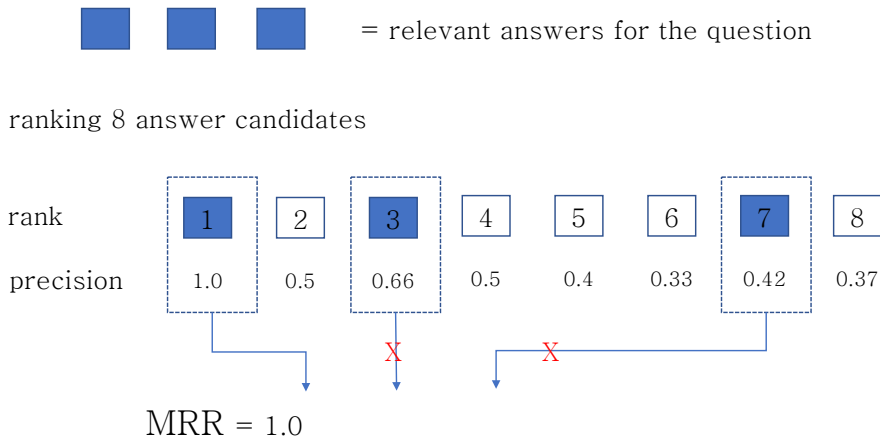 = relevant answers for the question
ranking 8 answer candidates
rank 1 2 3 4 5 6 7 8
precision 1.0 0.5 0.66 0.5 0.4 0.33 0.42 0.37
X X
MRR = 1.0